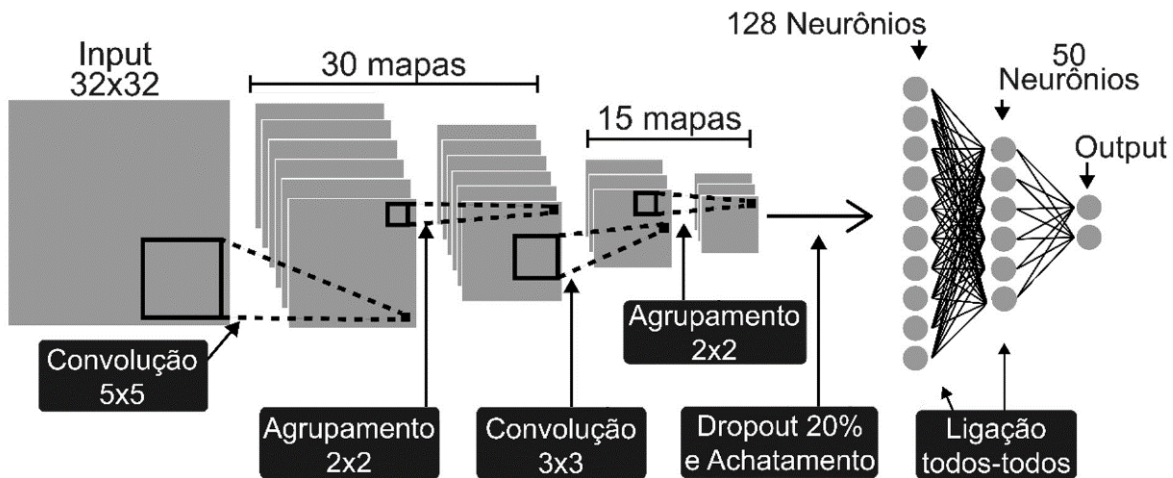 Input
32x32
30 mapas
15 mapas
128 Neurônios
50
Neurônios
Output
Convolução
5x5
Agrupamento
2x2
Convolução
3x3
Agrupamento
2x2
Dropout 20%
e Achatamento
Ligação
todos-todos